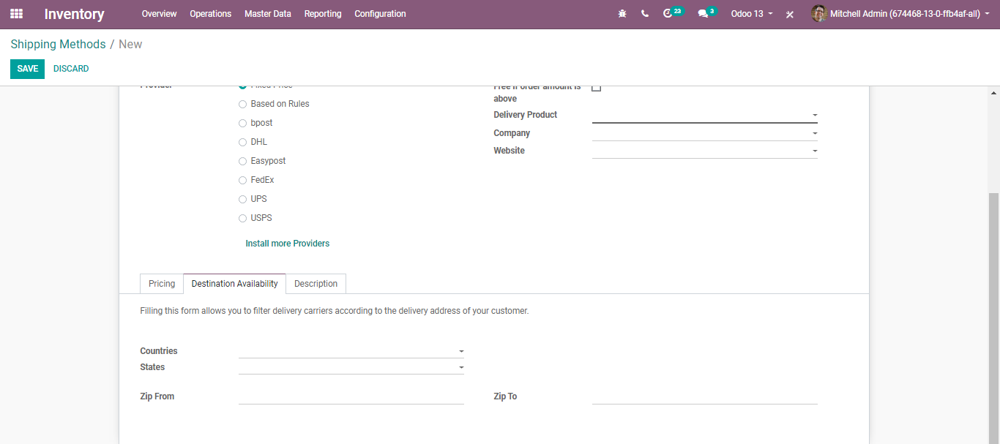 Inventory Overview Operations Master Data Reporting Configuration 23 3 Odoo 13 Mitchell Admin (674468-13-0-ffb4af-all)
Shipping Methods / New
SAVE DISCARD
Provider Fixed Price Free if order amount is
above
Based on Rules
Delivery Product
bpost
Company
DHL
Website
Easypost
FedEx
UPS
USPS
Install more Providers
Pricing Destination Availability Description
Filling this form allows you to filter delivery carriers according to the delivery address of your customer.
Countries
States
Zip From Zip To